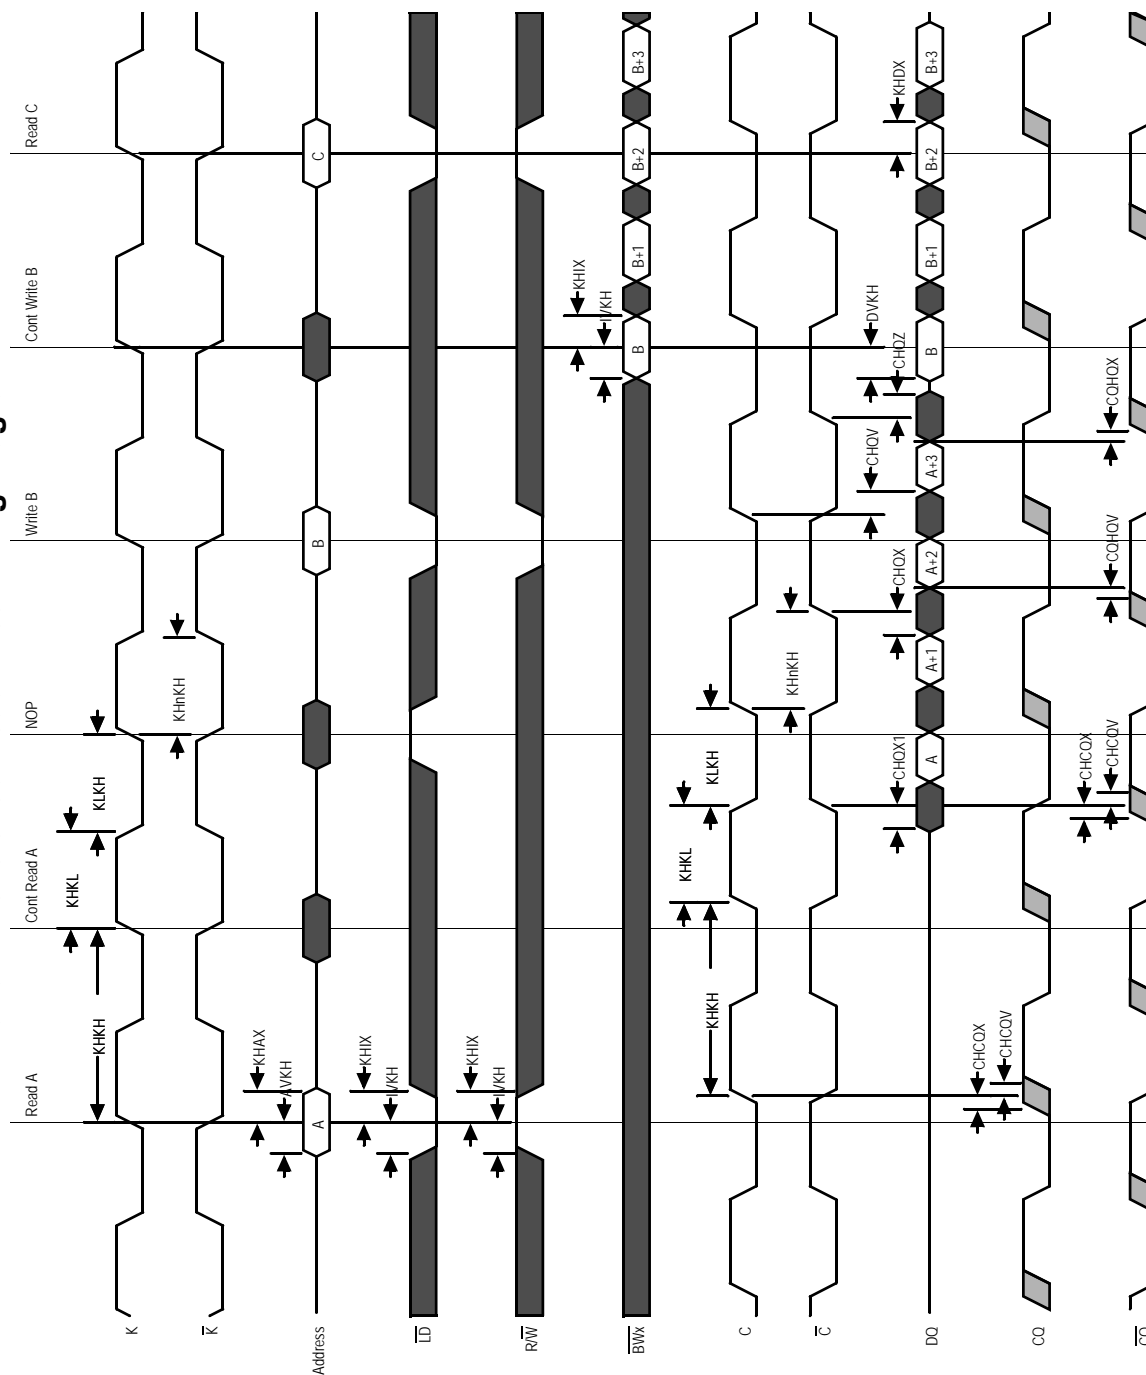 Read A
Cont Read A
NOP
Write B
Cont Write B
Read C
K
KHKH
KHKL
KLKH
K
KHnKH
Address
A
B
C
KHAX
AVKH
LD
KHIX
IVKH
R/W
KHIX
IVKH
BWx
B
B+1
B+2
B+3
KHIX
IVKH
C
KHKH
KHKL
KLKH
C
KHnKH
DQ
A
A+1
A+2
A+3
B
B+1
B+2
B+3
CHQX1
CHQX
CHQV
CHQZ
DVKH
KHDX
CQ
CHCQX
CHCQV
CQ
CHCQX
CHCQV
CQHQV
CQHQX